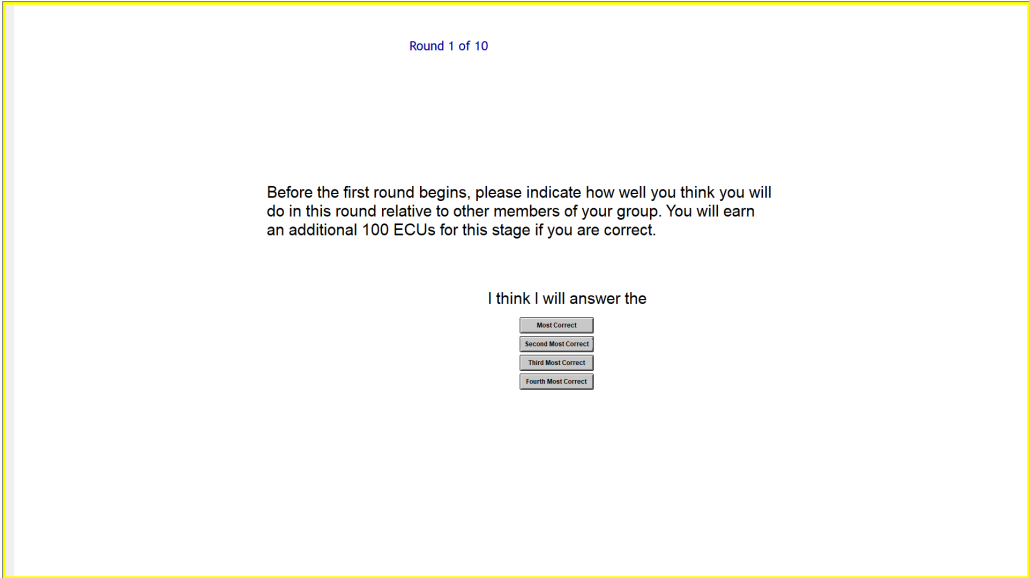 Round 1 of 10
Before the first round begins, please indicate how well you think you will
do in this round relative to other members of your group. You will earn
an additional 100 ECUs for this stage if you are correct.
I think I will answer the
Most Correct
Second Most Correct
Third Most Correct
Fourth Most Correct